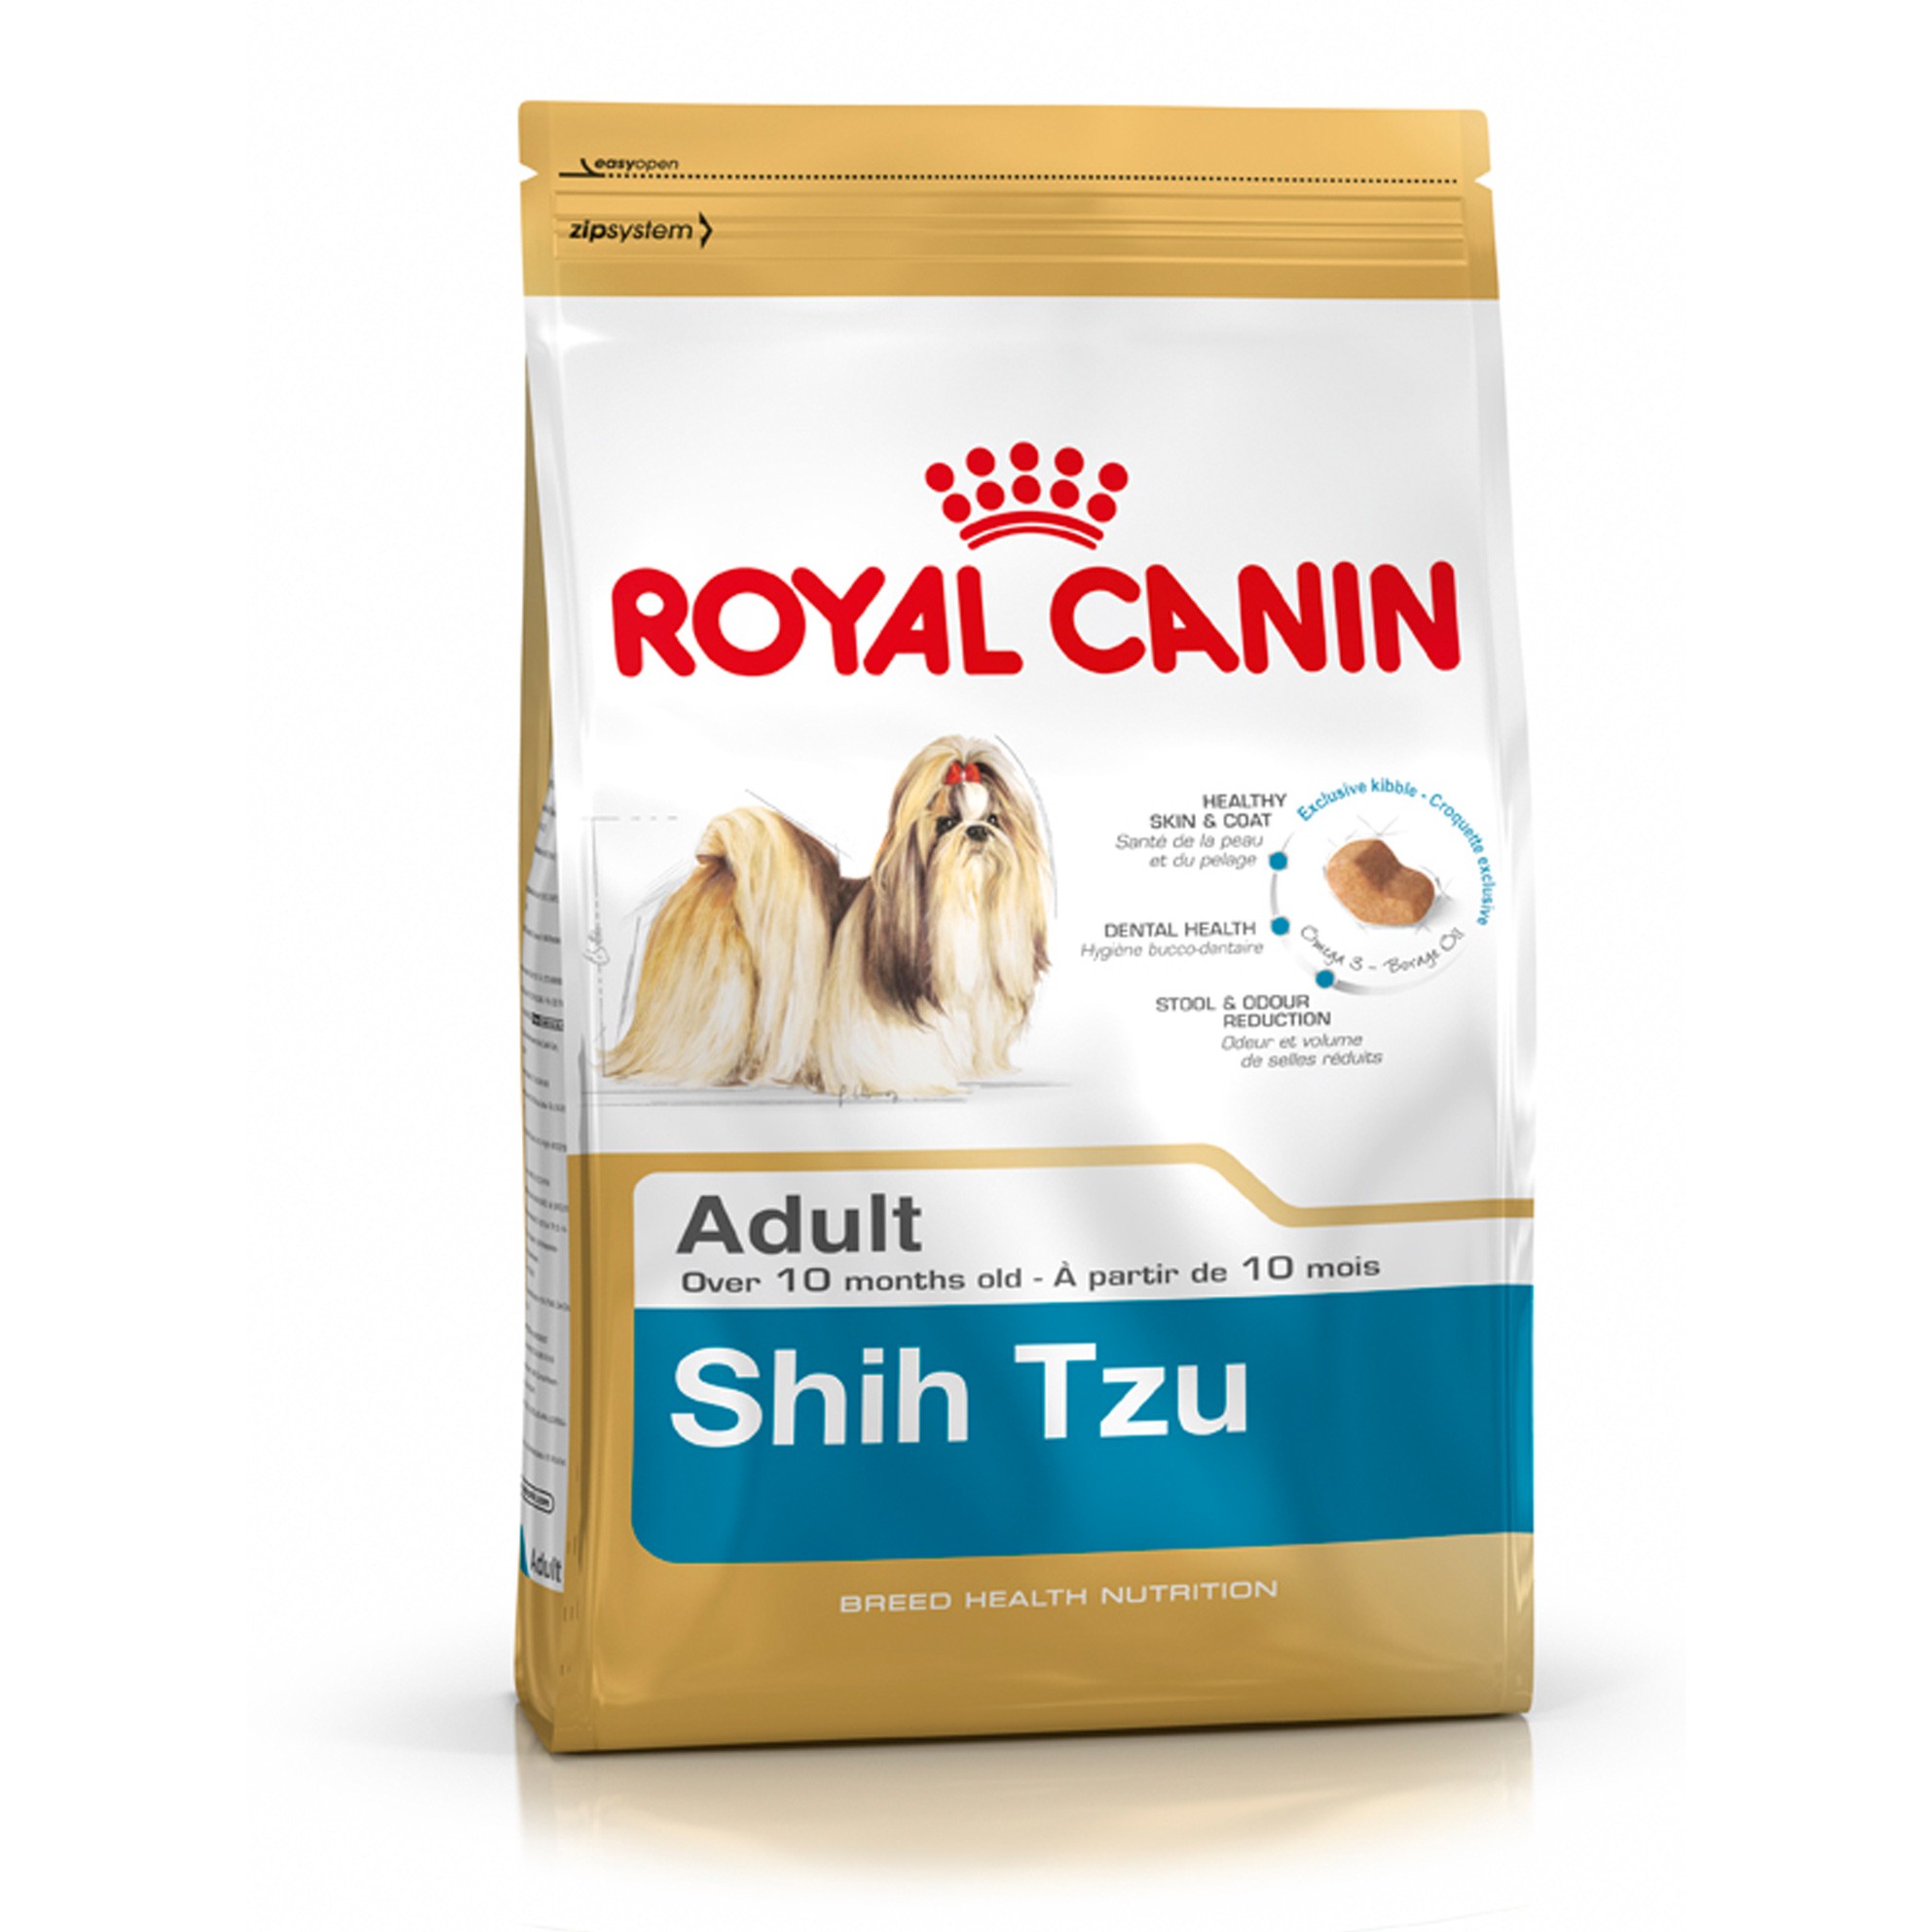 easyopen
zipsystem
ROYAL CANIN
HEALTHY
SKIN & COAT
Santé de la peau
et du pelage
Exclusive kibble - Croquette exclusive
DENTAL HEALTH
Hygiène bucco-dentaire
Omega 3 - Borage Oil
STOOL & ODOUR
REDUCTION
Odeur et volume
de selles réduits
Adult
Over 10 months old - À partir de 10 mois
Shih Tzu
Adult
BREED HEALTH NUTRITION